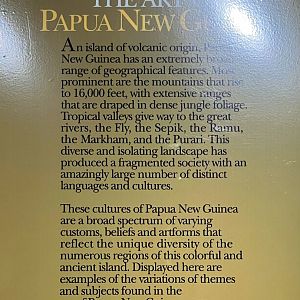 THE ART
PAPUA NEW GUINEA
An island of volcanic origin,
New Guinea has an extremely broad
range of geographical features. Most
prominent are the mountains that rise
to 16,000 feet, with extensive ranges
that are draped in dense jungle foliage.
Tropical valleys give way to the great
rivers, the Fly, the Sepik, the Ramu,
the Markham, and the Purari. This
diverse and isolating landscape has
produced a fragmented society with an
amazingly large number of distinct
languages and cultures.
These cultures of Papua New Guinea
are a broad spectrum of varying
customs, beliefs and artforms that
reflect the unique diversity of the
numerous regions of this colorful and
ancient island. Displayed here are
examples of the variations of themes
and subjects found in the